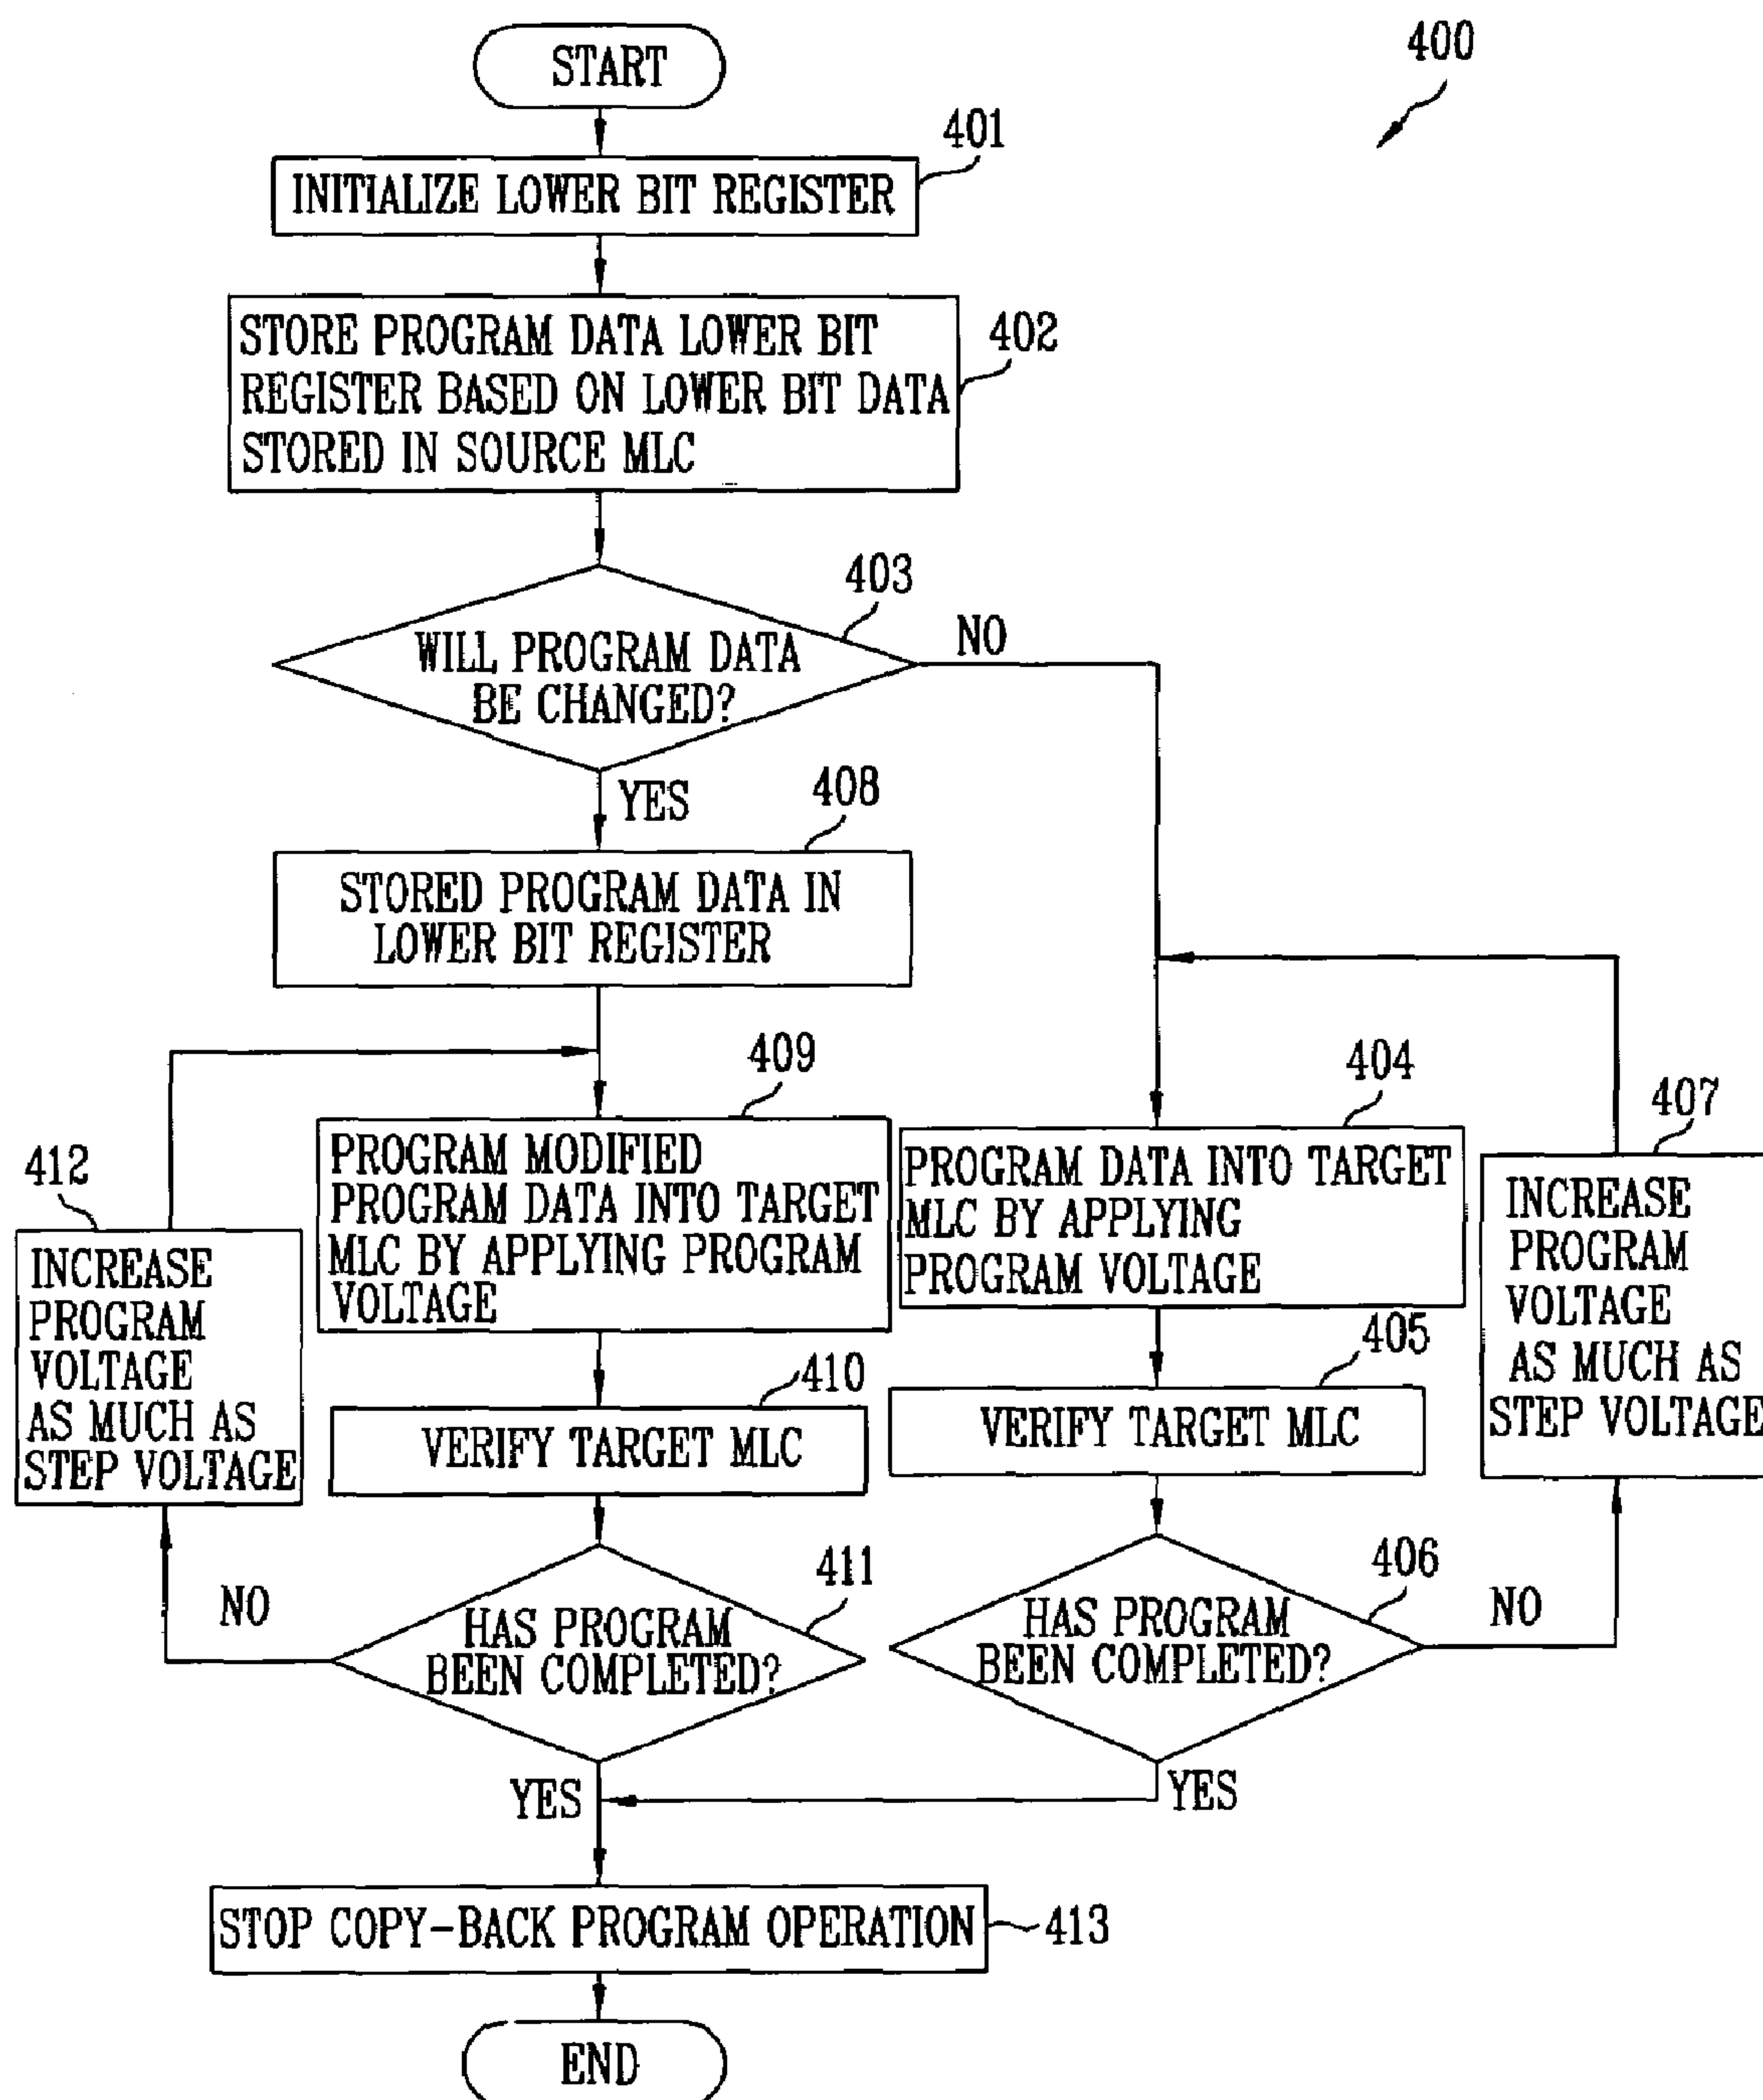 START
400
401
INITIALIZE LOWER BIT REGISTER
STORE PROGRAM DATA LOWER BIT
REGISTER BASED ON LOWER BIT DATA
STORED IN SOURCE MLC
402
403
WILL PROGRAM DATA
BE CHANGED?
NO
YES
408
STORED PROGRAM DATA IN
LOWER BIT REGISTER
409
404
407
412
PROGRAM MODIFIED
PROGRAM DATA INTO TARGET
MLC BY APPLYING PROGRAM
VOLTAGE
PROGRAM DATA INTO TARGET
MLC BY APPLYING
PROGRAM VOLTAGE
INCREASE
PROGRAM
VOLTAGE
AS MUCH AS
STEP VOLTAGE
INCREASE
PROGRAM
VOLTAGE
AS MUCH AS
STEP VOLTAGE
410
VERIFY TARGET MLC
405
VERIFY TARGET MLC
411
HAS PROGRAM
BEEN COMPLETED?
NO
406
HAS PROGRAM
BEEN COMPLETED?
NO
YES
YES
STOP COPY-BACK PROGRAM OPERATION
413
END